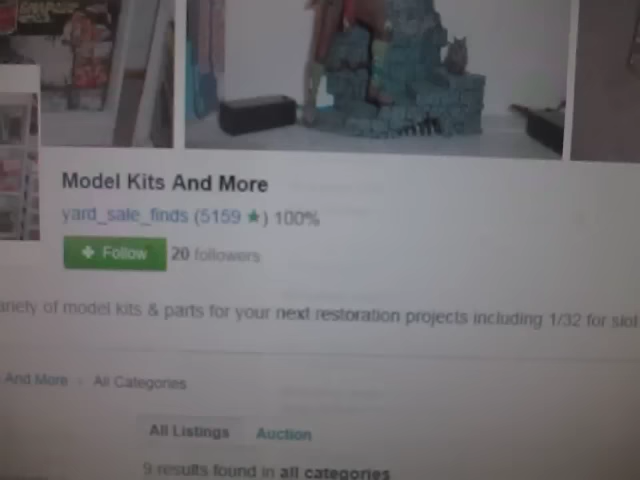 Model Kits And More
yard_sale_finds (5159 ★) 100%
+ Follow 20 followers
ariety of model kits & parts for your next restoration projects including 1/32 for slot
And More > All Categories
All Listings Auction
9 results found in all categories